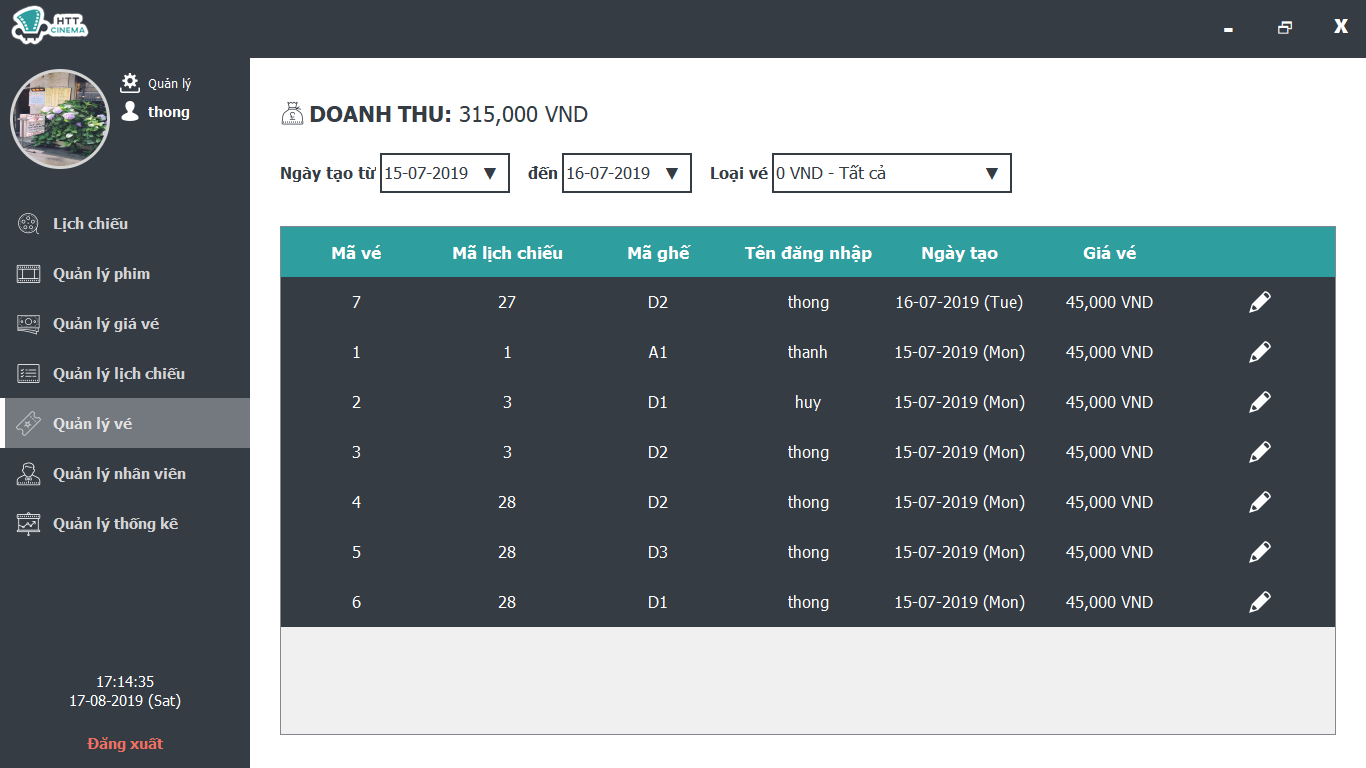 HTT
CINEMA
X
Quản lý
thong
Lịch chiếu
Quản lý phim
Quản lý giá vé
Quản lý lịch chiếu
Quản lý vé
Quản lý nhân viên
Quản lý thống kê
17:14:35
17-08-2019 (Sat)
Đăng xuất
DOANH THU: 315,000 VND
Ngày tạo từ 15-07-2019 ▼ đến 16-07-2019 ▼ Loại vé 0 VND - Tất cả ▼
Mã vé Mã lịch chiếu Mã ghế Tên đăng nhập Ngày tạo Giá vé
7 27 D2 thong 16-07-2019 (Tue) 45,000 VND
1 1 A1 thanh 15-07-2019 (Mon) 45,000 VND
2 3 D1 huy 15-07-2019 (Mon) 45,000 VND
3 3 D2 thong 15-07-2019 (Mon) 45,000 VND
4 28 D2 thong 15-07-2019 (Mon) 45,000 VND
5 28 D3 thong 15-07-2019 (Mon) 45,000 VND
6 28 D1 thong 15-07-2019 (Mon) 45,000 VND